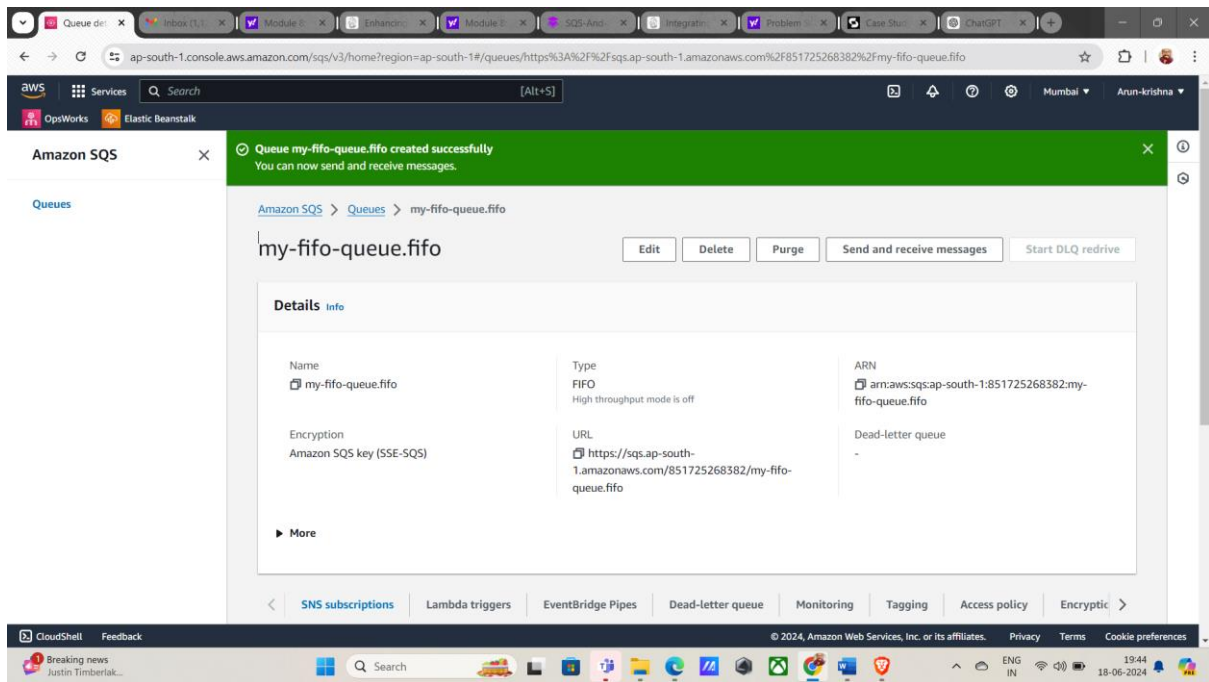 Queue det
Inbox (1,1
Module 8:
Enhancing
Module 8:
SQS-And-
Integratin
Problem S
Case Stud
ChatGPT
ap-south-1.console.aws.amazon.com/sqs/v3/home?region=ap-south-1#/queues/https%3A%2F%2Fsqs.ap-south-1.amazonaws.com%2F851725268382%2Fmy-fifo-queue.fifo
aws Services Search [Alt+S] Mumbai ▼ Arun-krishna ▼
OpsWorks Elastic Beanstalk
Amazon SQS
Queues
Queue my-fifo-queue.fifo created successfully
You can now send and receive messages.
Amazon SQS > Queues > my-fifo-queue.fifo
my-fifo-queue.fifo
Edit Delete Purge Send and receive messages Start DLQ redrive
Details Info
Name
my-fifo-queue.fifo
Type
FIFO
High throughput mode is off
ARN
arn:aws:sqs:ap-south-1:851725268382:my-
fifo-queue.fifo
Encryption
Amazon SQS key (SSE-SQS)
URL
https://sqs.ap-south-
1.amazonaws.com/851725268382/my-fifo-
queue.fifo
Dead-letter queue
-
▶ More
SNS subscriptions Lambda triggers EventBridge Pipes Dead-letter queue Monitoring Tagging Access policy Encryptic
CloudShell Feedback © 2024, Amazon Web Services, Inc. or its affiliates. Privacy Terms Cookie preferences
1 Breaking news
Justin Timberlak...
Search
ENG
IN
19:44
18-06-2024